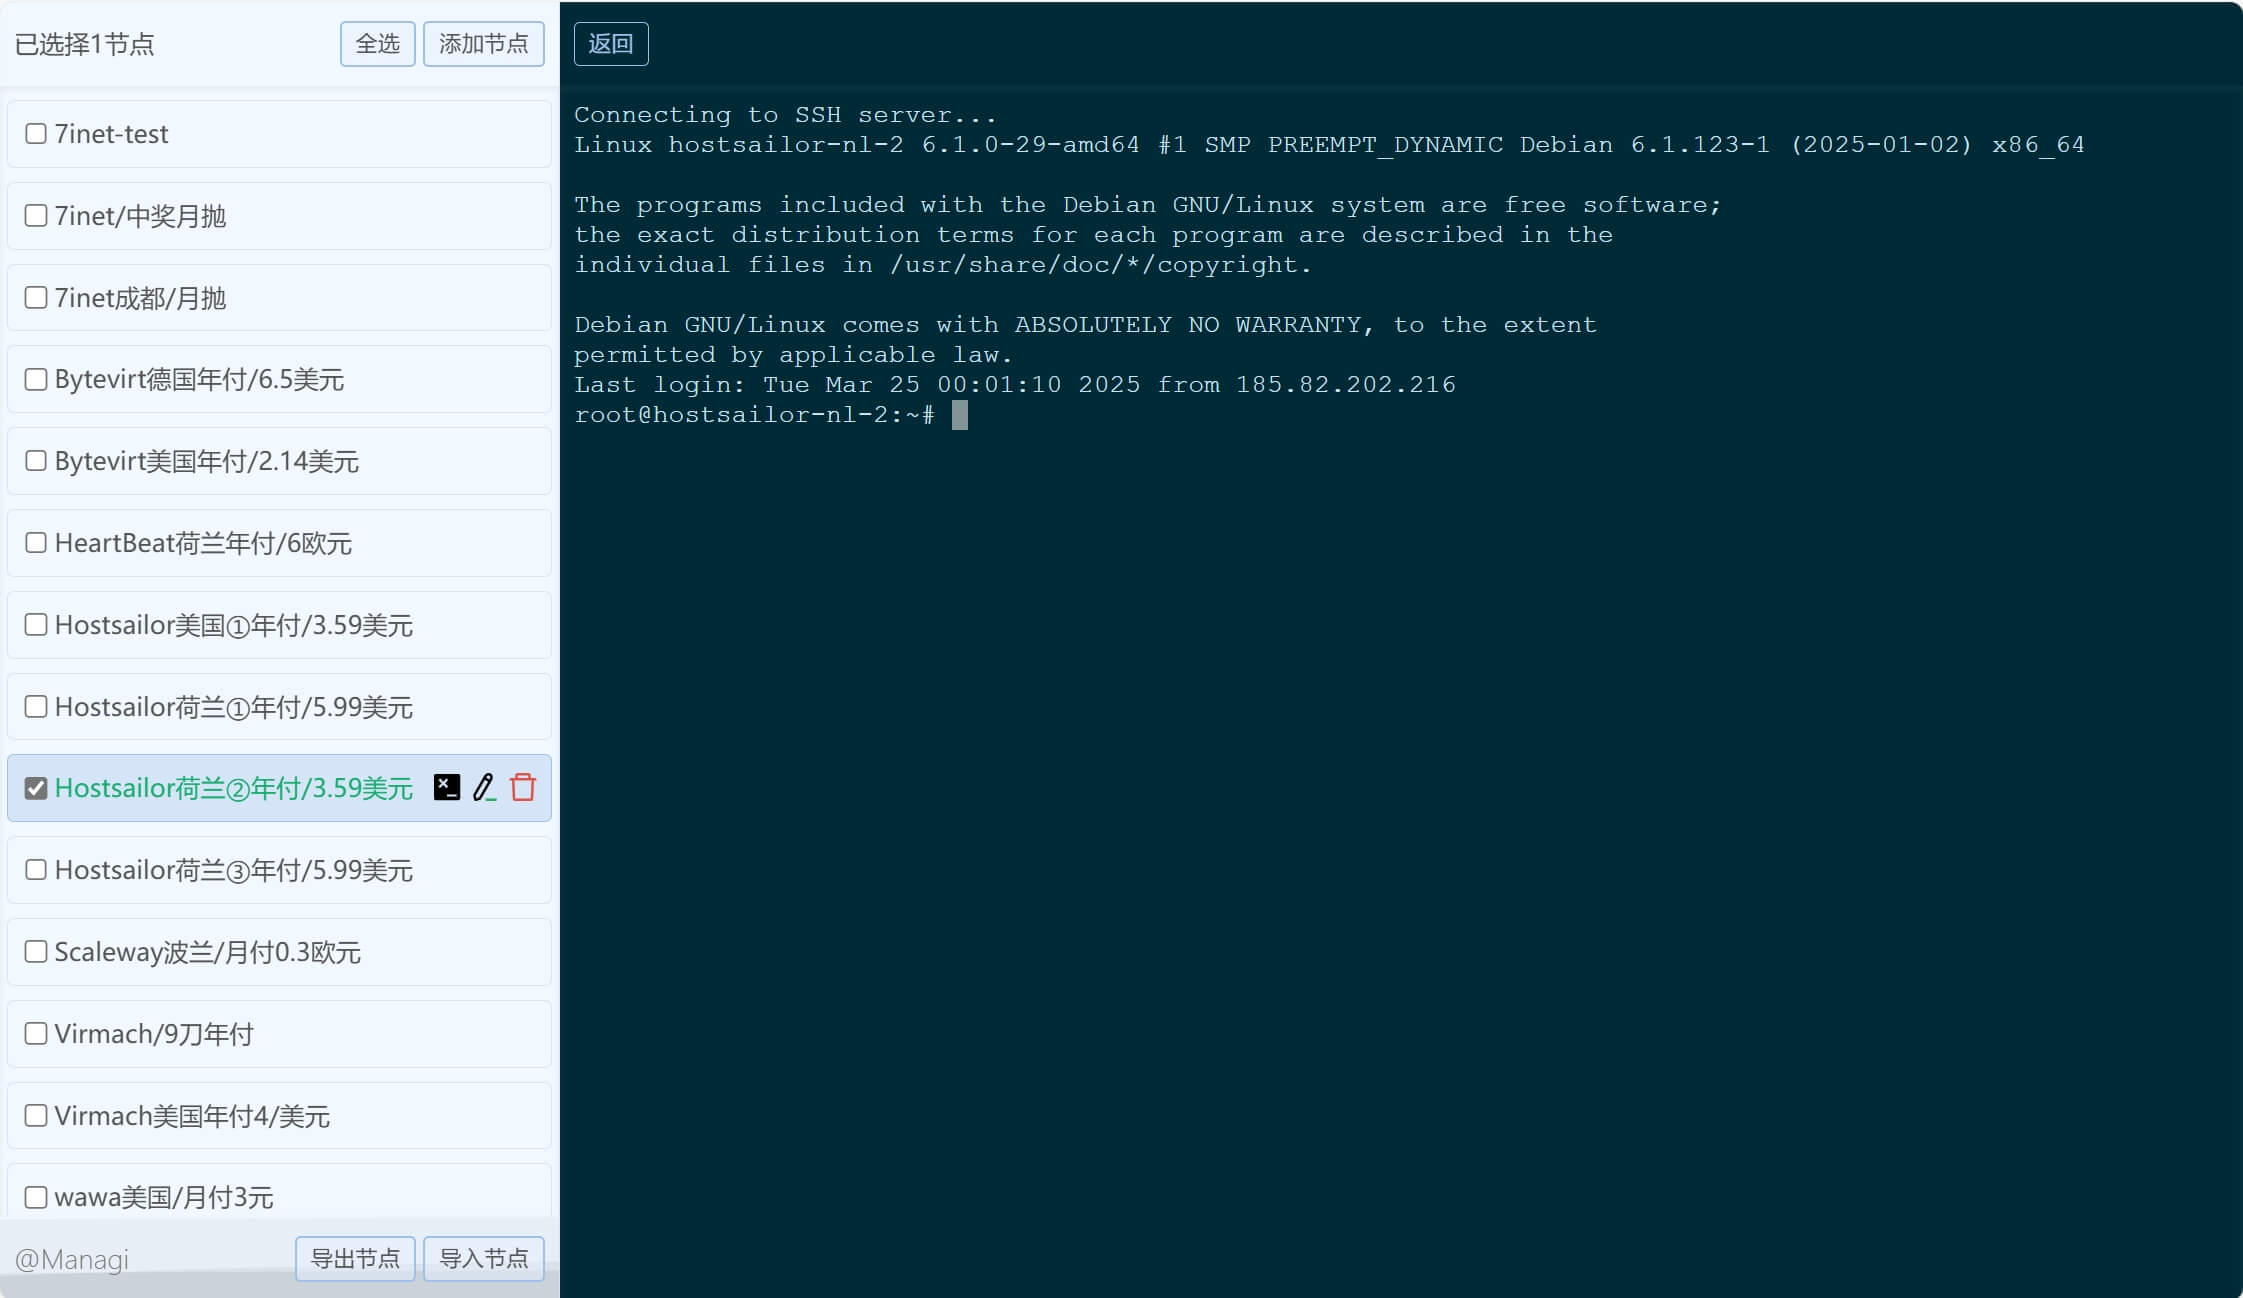 已选择1节点
全选
添加节点
7inet-test
7inet/中奖月抛
7inet成都/月抛
Bytevirt德国年付/6.5美元
Bytevirt美国年付/2.14美元
HeartBeat荷兰年付/6欧元
Hostsailor美国①年付/3.59美元
Hostsailor荷兰①年付/5.99美元
Hostsailor荷兰②年付/3.59美元
Hostsailor荷兰③年付/5.99美元
Scaleway波兰/月付0.3欧元
Virmach/9刀年付
Virmach美国年付4/美元
wawa美国/月付3元
@Managi
导出节点
导入节点
返回
Connecting to SSH server...
Linux hostsailor-nl-2 6.1.0-29-amd64 #1 SMP PREEMPT_DYNAMIC Debian 6.1.123-1 (2025-01-02) x86_64
The programs included with the Debian GNU/Linux system are free software;
the exact distribution terms for each program are described in the
individual files in /usr/share/doc/*/copyright.
Debian GNU/Linux comes with ABSOLUTELY NO WARRANTY, to the extent
permitted by applicable law.
Last login: Tue Mar 25 00:01:10 2025 from 185.82.202.216
root@hostsailor-nl-2:~#